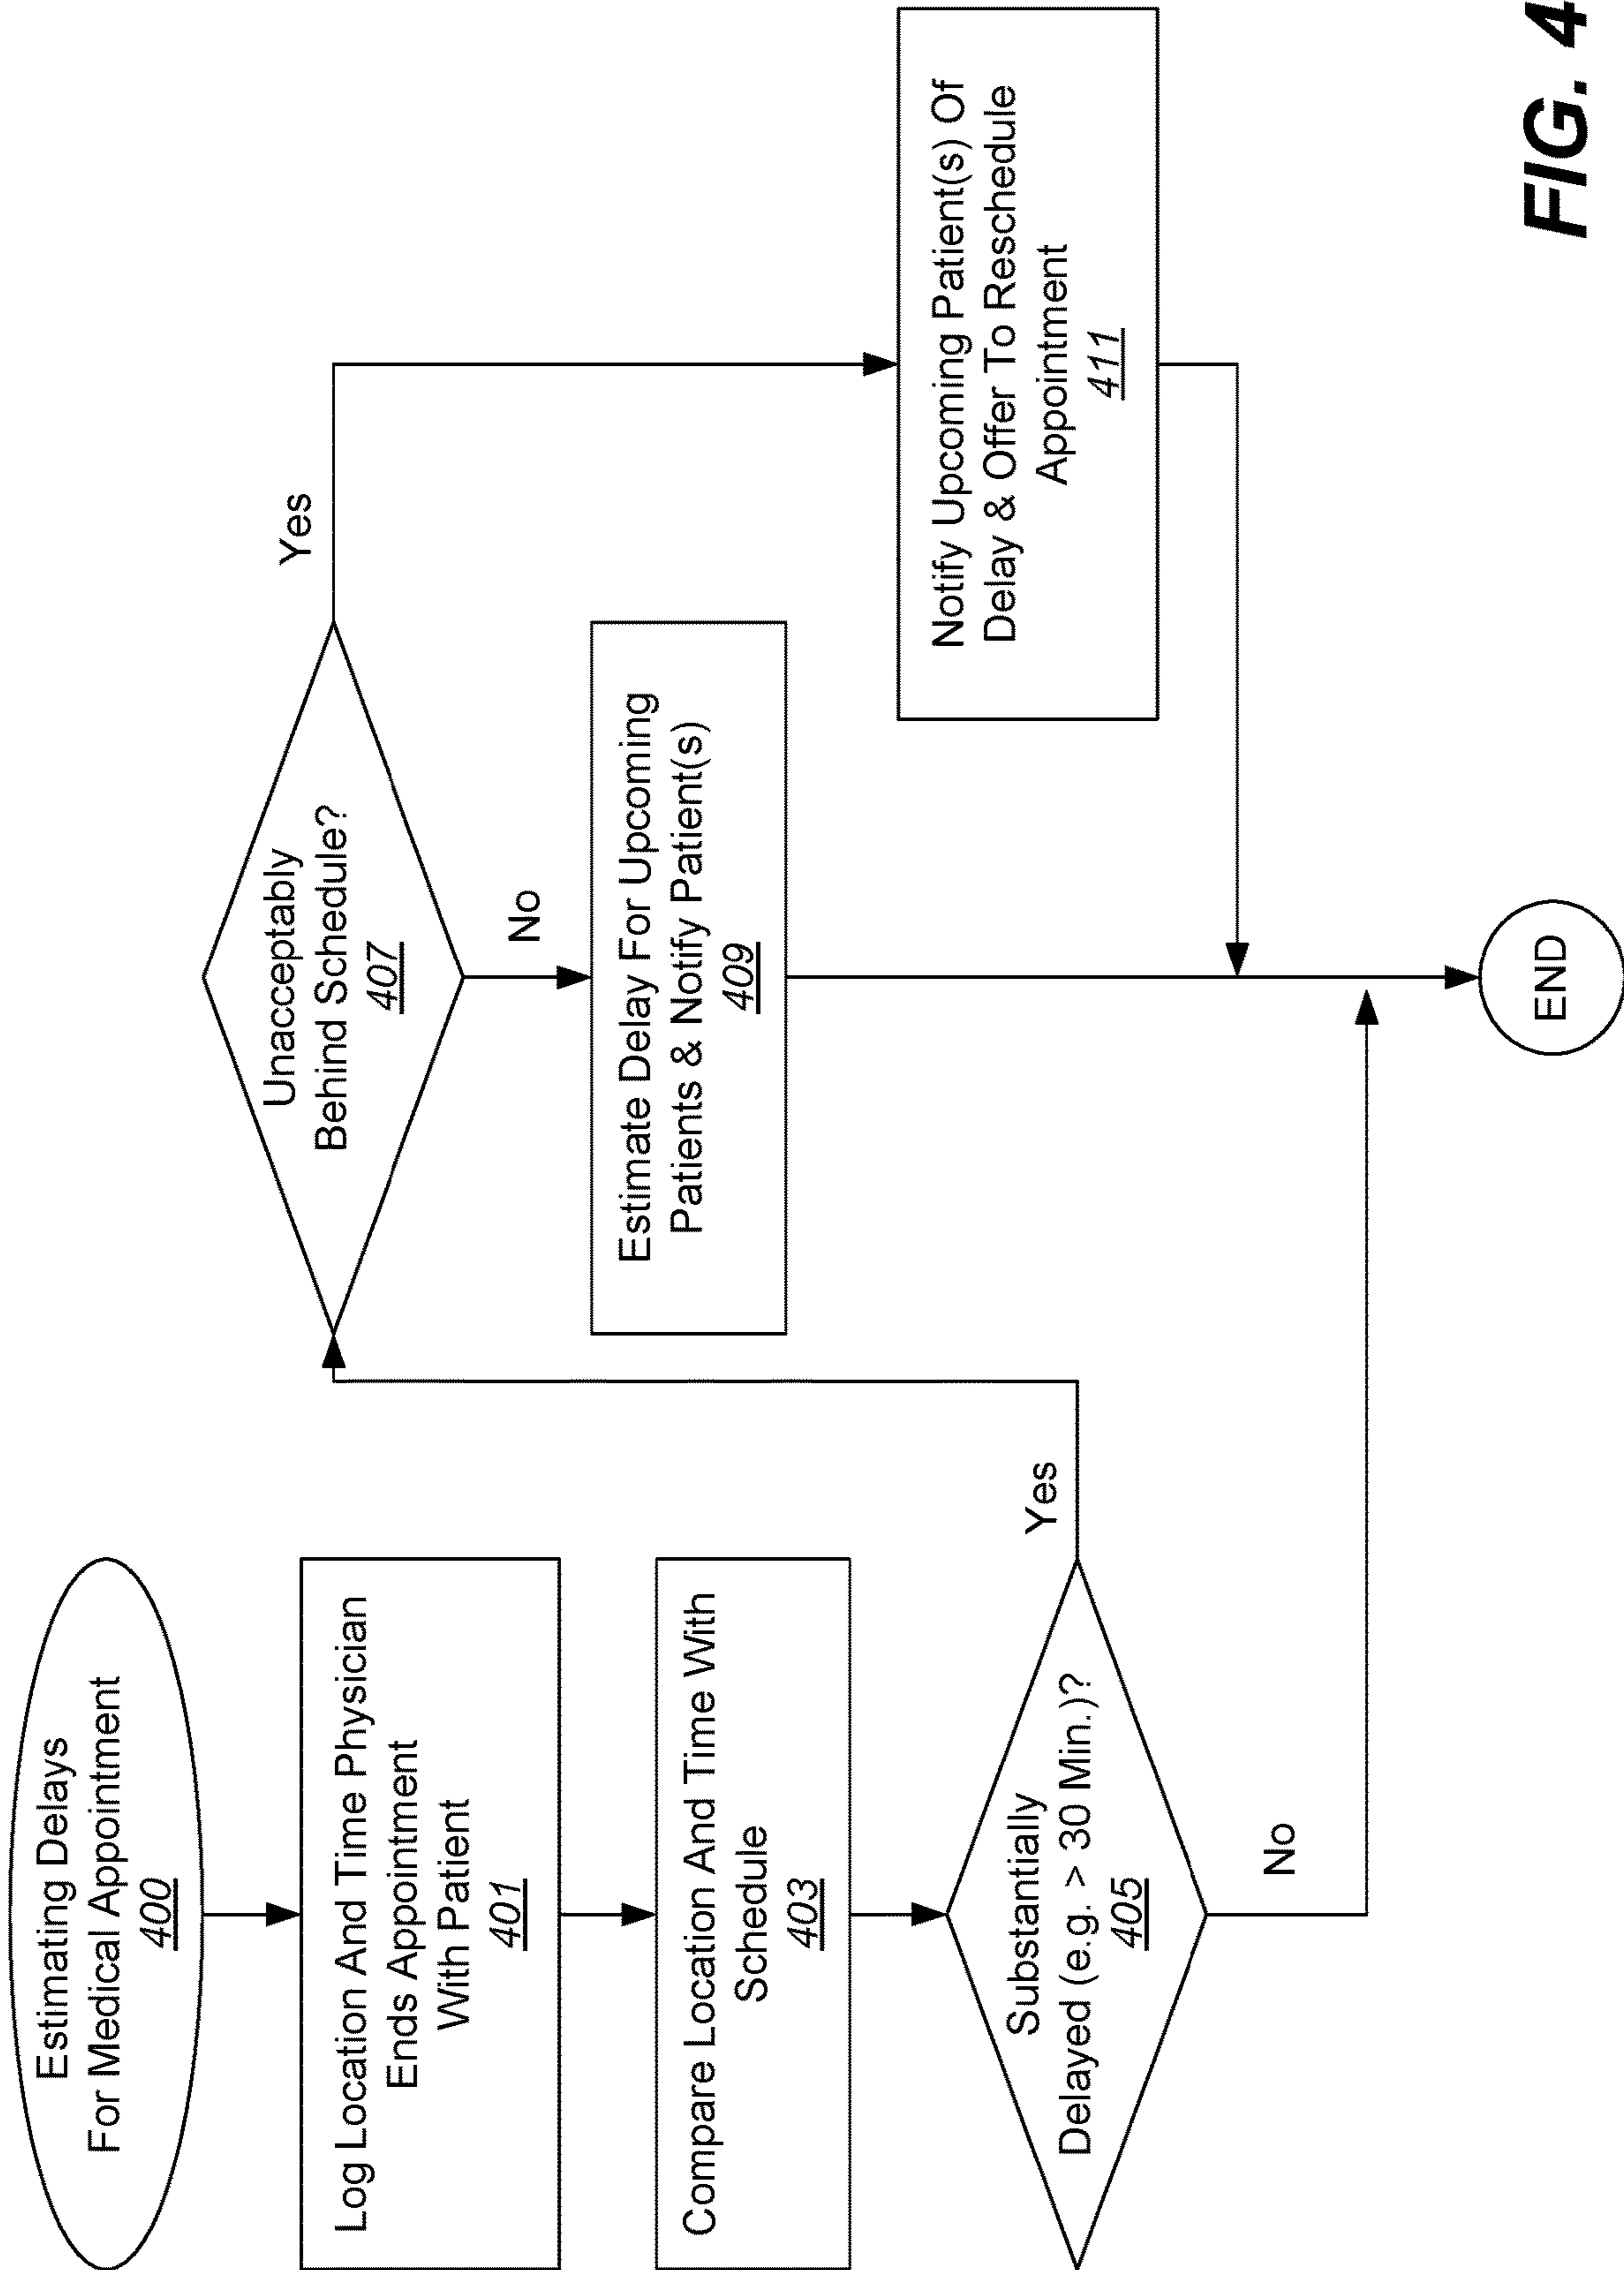 Estimating Delays
For Medical Appointment
400
Log Location And Time Physician
Ends Appointment
With Patient
401
Compare Location And Time With
Schedule
403
Substantially
Delayed (e.g. > 30 Min.)?
405
Yes
No
Unacceptably
Behind Schedule?
407
Yes
No
Estimate Delay For Upcoming
Patients & Notify Patient(s)
409
Notify Upcoming Patient(s) Of
Delay & Offer To Reschedule
Appointment
411
END
FIG. 4